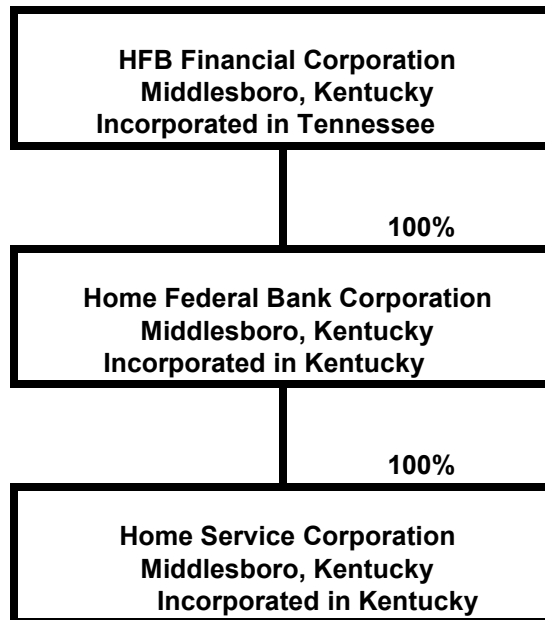 HFB Financial Corporation
Middlesboro, Kentucky
Incorporated in Tennessee
100%
Home Federal Bank Corporation
Middlesboro, Kentucky
Incorporated in Kentucky
100%
Home Service Corporation
Middlesboro, Kentucky
Incorporated in Kentucky